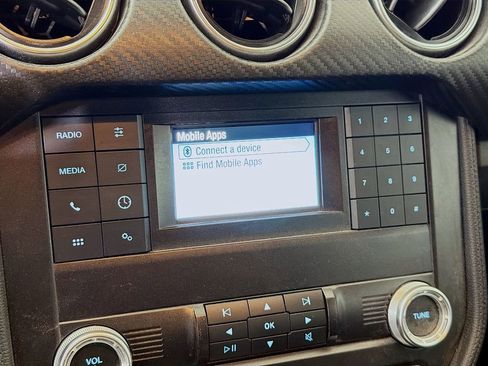 RADIO
MEDIA
Mobile Apps
Connect a device
Find Mobile Apps
1 2 3
4 5 6
7 8 9
* 0 #
OK
VOL
TUNE